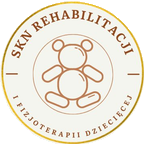 SKN REHABILITACJI
I FIZJOTERAPII DZIECIĘCEJ